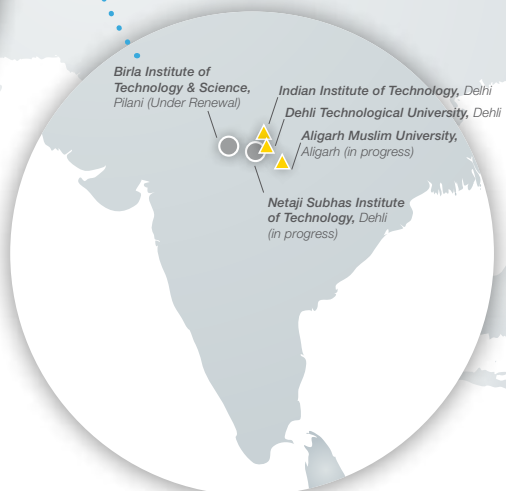 Birla Institute of
Technology & Science,
Pilani (Under Renewal)
Indian Institute of Technology, Delhi
Dehli Technological University, Dehli
Aligarh Muslim University,
Aligarh (in progress)
Netaji Subhas Institute
of Technology, Dehli
(in progress)